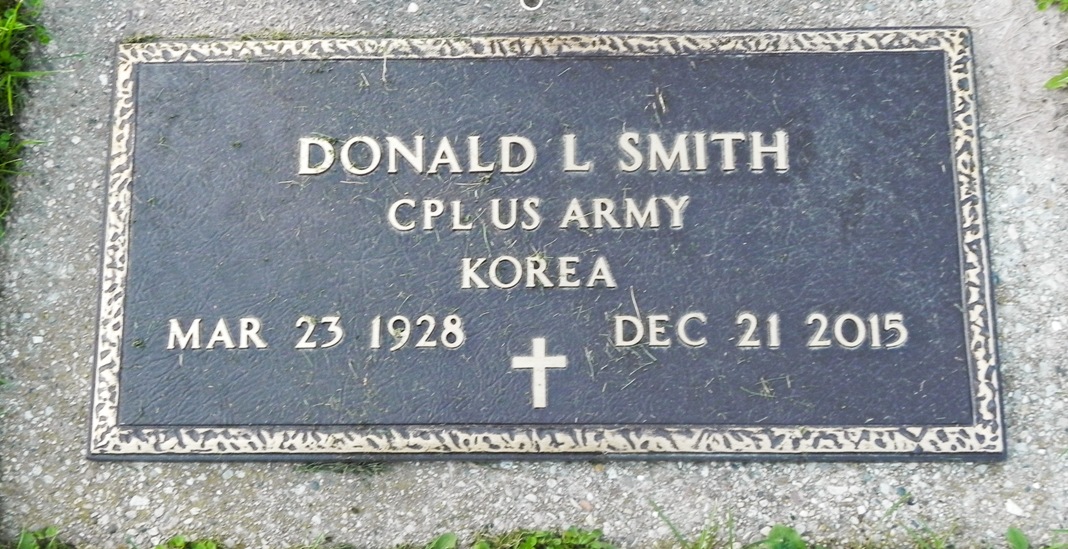 DONALD L SMITH
CPL US ARMY
KOREA
MAR 23 1928 DEC 21 2015